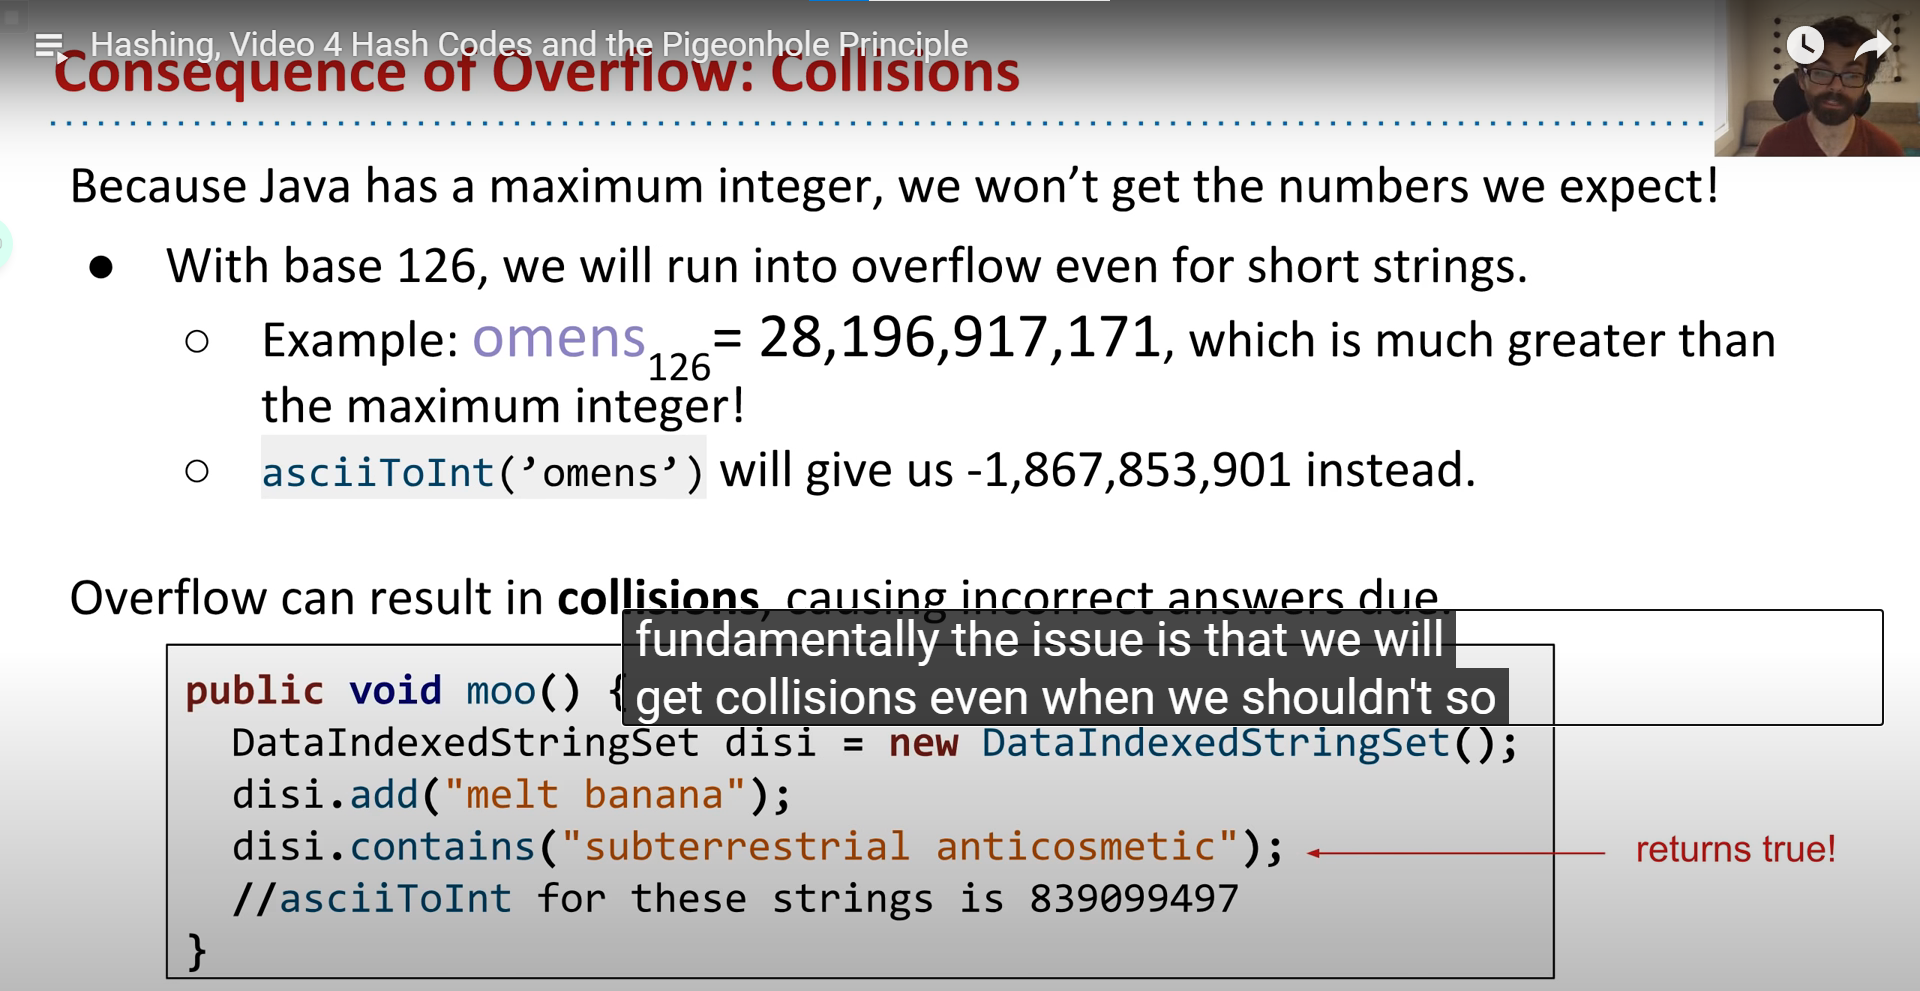 Hashing, Video 4 Hash Codes and the Pigeonhole Principle
Consequence of Overflow: Collisions
Because Java has a maximum integer, we won’t get the numbers we expect!
● With base 126, we will run into overflow even for short strings.
○ Example: omens126 = 28,196,917,171, which is much greater than
the maximum integer!
○ asciiToInt(’omens’) will give us -1,867,853,901 instead.
Overflow can result in collisions, causing incorrect answers due.
fundamentally the issue is that we will
get collisions even when we shouldn't so
public void moo() {
DataIndexedStringSet disi = new DataIndexedStringSet();
disi.add("melt banana");
disi.contains("subterrestrial anticosmetic");
returns true!
//asciiToInt for these strings is 839099497
}